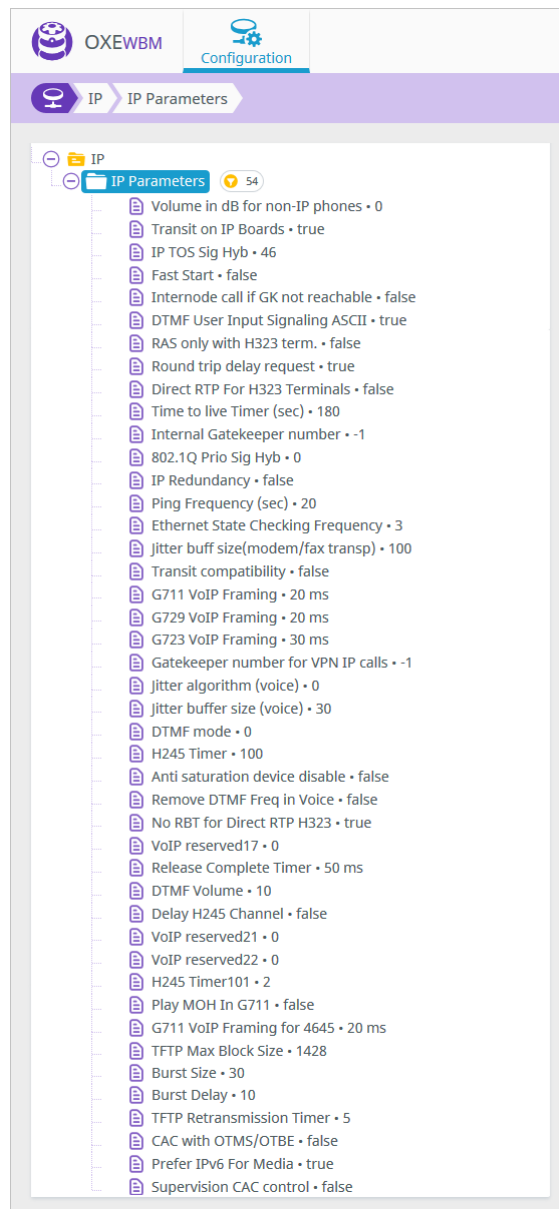 OXEWBM
Configuration
IP IP Parameters
IP
IP Parameters 54
Volume in dB for non-IP phones • 0
Transit on IP Boards • true
IP TOS Sig Hyb • 46
Fast Start • false
Internode call if GK not reachable • false
DTMF User Input Signaling ASCII • true
RAS only with H323 term. • false
Round trip delay request • true
Direct RTP For H323 Terminals • false
Time to live Timer (sec) • 180
Internal Gatekeeper number • -1
802.1Q Prio Sig Hyb • 0
IP Redundancy • false
Ping Frequency (sec) • 20
Ethernet State Checking Frequency • 3
Jitter buff size(modem/fax transp) • 100
Transit compatibility • false
G711 VoIP Framing • 20 ms
G729 VoIP Framing • 20 ms
G723 VoIP Framing • 30 ms
Gatekeeper number for VPN IP calls • -1
Jitter algorithm (voice) • 0
Jitter buffer size (voice) • 30
DTMF mode • 0
H245 Timer • 100
Anti saturation device disable • false
Remove DTMF Freq in Voice • false
No RBT for Direct RTP H323 • true
VoIP reserved17 • 0
Release Complete Timer • 50 ms
DTMF Volume • 10
Delay H245 Channel • false
VoIP reserved21 • 0
VoIP reserved22 • 0
H245 Timer101 • 2
Play MOH In G711 • false
G711 VoIP Framing for 4645 • 20 ms
TFTP Max Block Size • 1428
Burst Size • 30
Burst Delay • 10
TFTP Retransmission Timer • 5
CAC with OTMS/OTBE • false
Prefer IPv6 For Media • true
Supervision CAC control • false